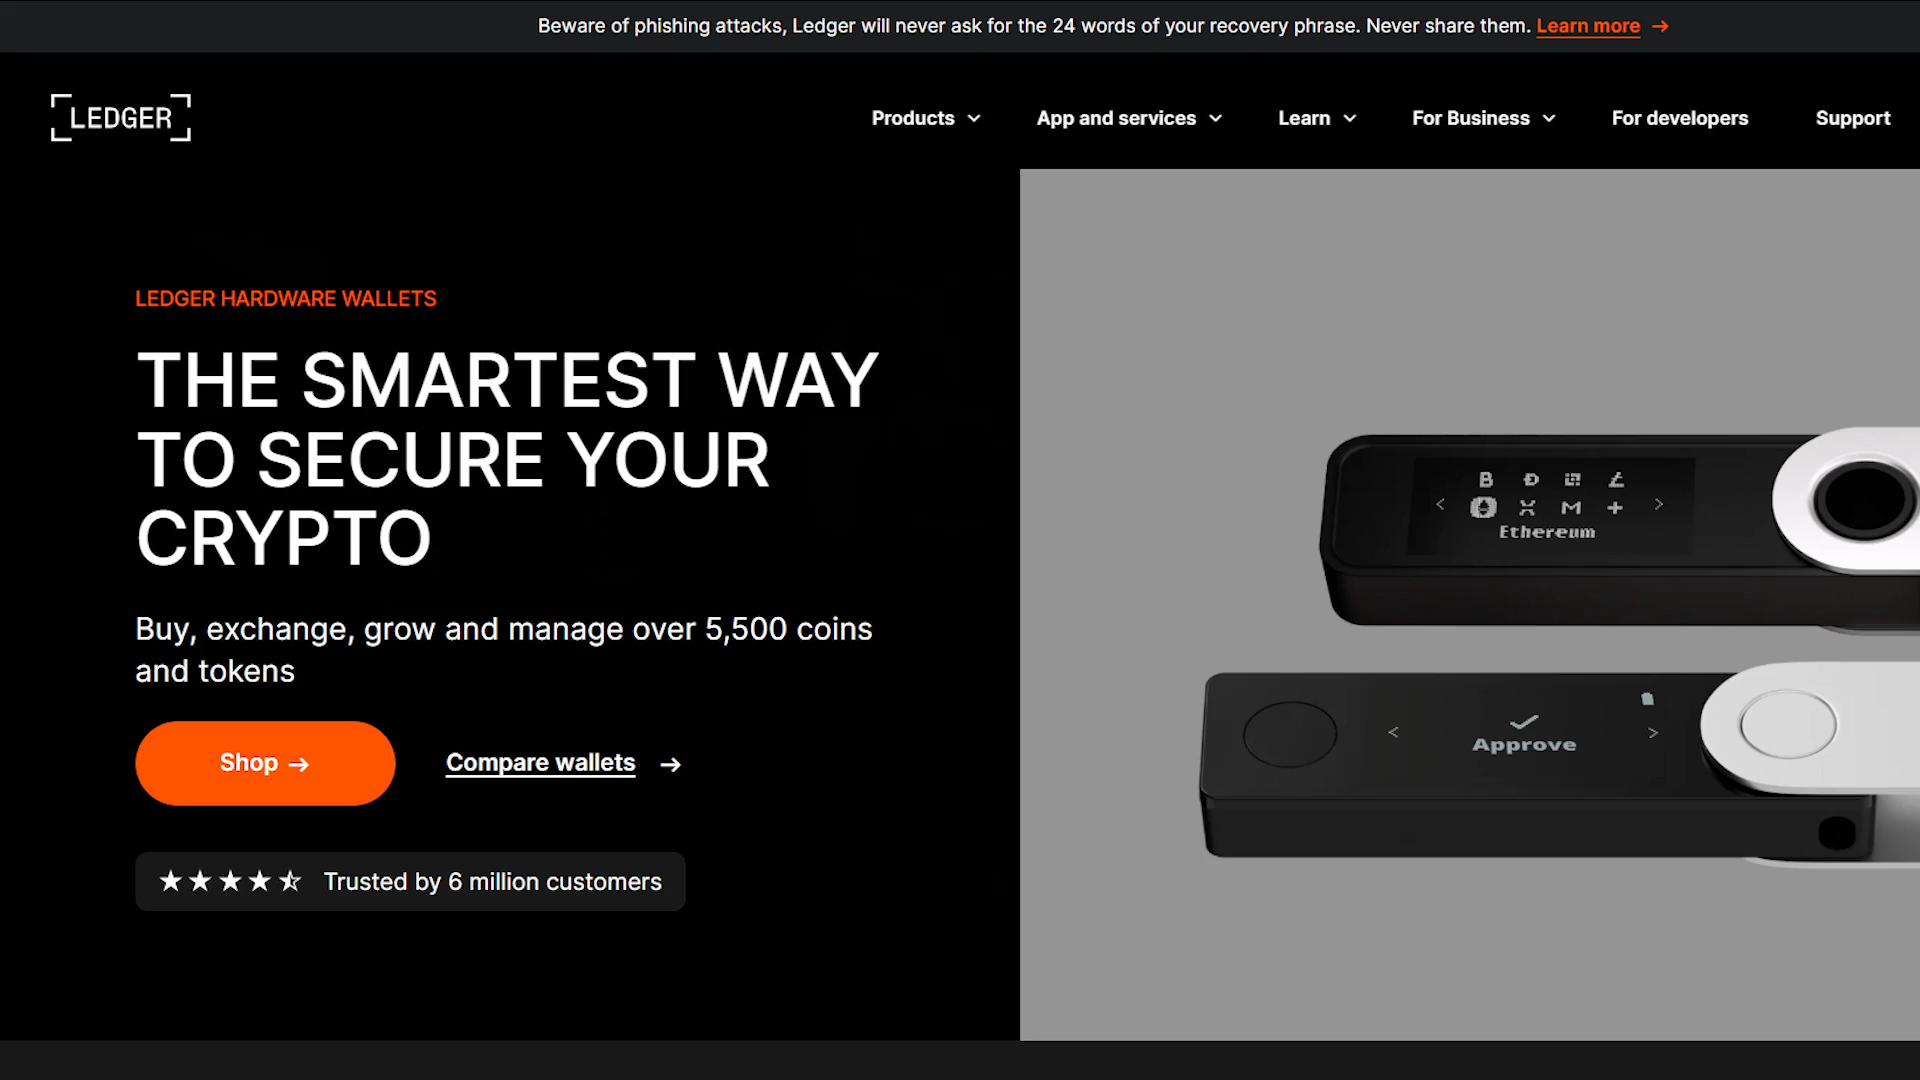 Beware of phishing attacks, Ledger will never ask for the 24 words of your recovery phrase. Never share them. Learn more →
LEDGER
Products
App and services
Learn
For Business
For developers
Support
LEDGER HARDWARE WALLETS
THE SMARTEST WAY
TO SECURE YOUR
CRYPTO
Buy, exchange, grow and manage over 5,500 coins
and tokens
Shop →
Compare wallets →
Trusted by 6 million customers
Ethereum
Approve